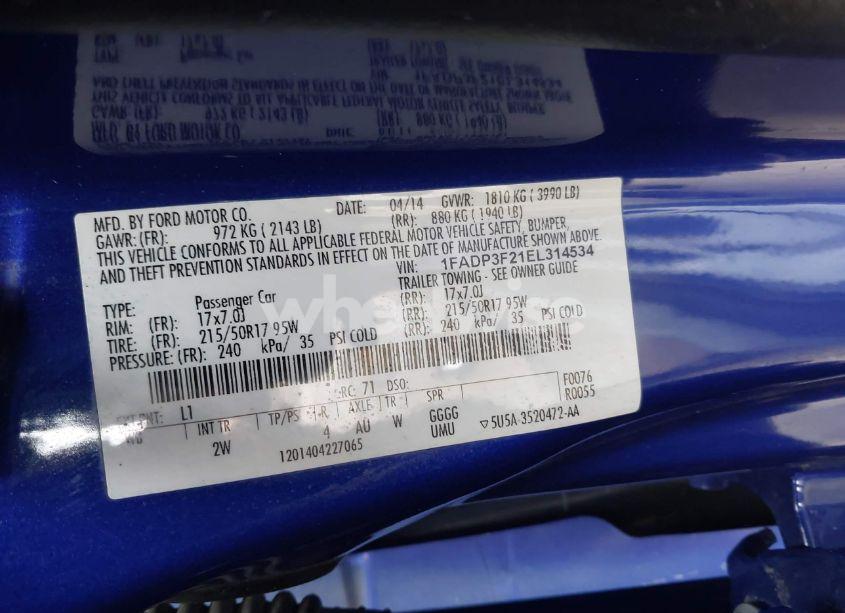 MFD. BY FORD MOTOR CO.
DATE: 04/14 GVWR: 1810 KG ( 3990 LB)
GAWR: (FR): 972 KG ( 2143 LB) (RR): 880 KG ( 1940 LB)
THIS VEHICLE CONFORMS TO ALL APPLICABLE FEDERAL MOTOR VEHICLE SAFETY, BUMPER,
AND THEFT PREVENTION STANDARDS IN EFFECT ON THE DATE OF MANUFACTURE SHOWN ABOVE.
VIN: 1FADP3F21EL314534
TYPE: Passenger Car TRAILER TOWING - SEE OWNER GUIDE
RIM: (FR): 17x7.0J (RR): 17x7.0J
TIRE: (FR): 215/50R17 95W (RR): 215/50R17 95W
PRESSURE: (FR): 240 kPa/ 35 PSI COLD (RR): 240 kPa/ 35 PSI COLD
PNT: L1 RC: 71 DSO: F0076
R0055
WB INT TR TP/PS R AXLE TR SPR
2W 4 AU W GGGG
UMU
1201404227065
5U5A-3520472-AA